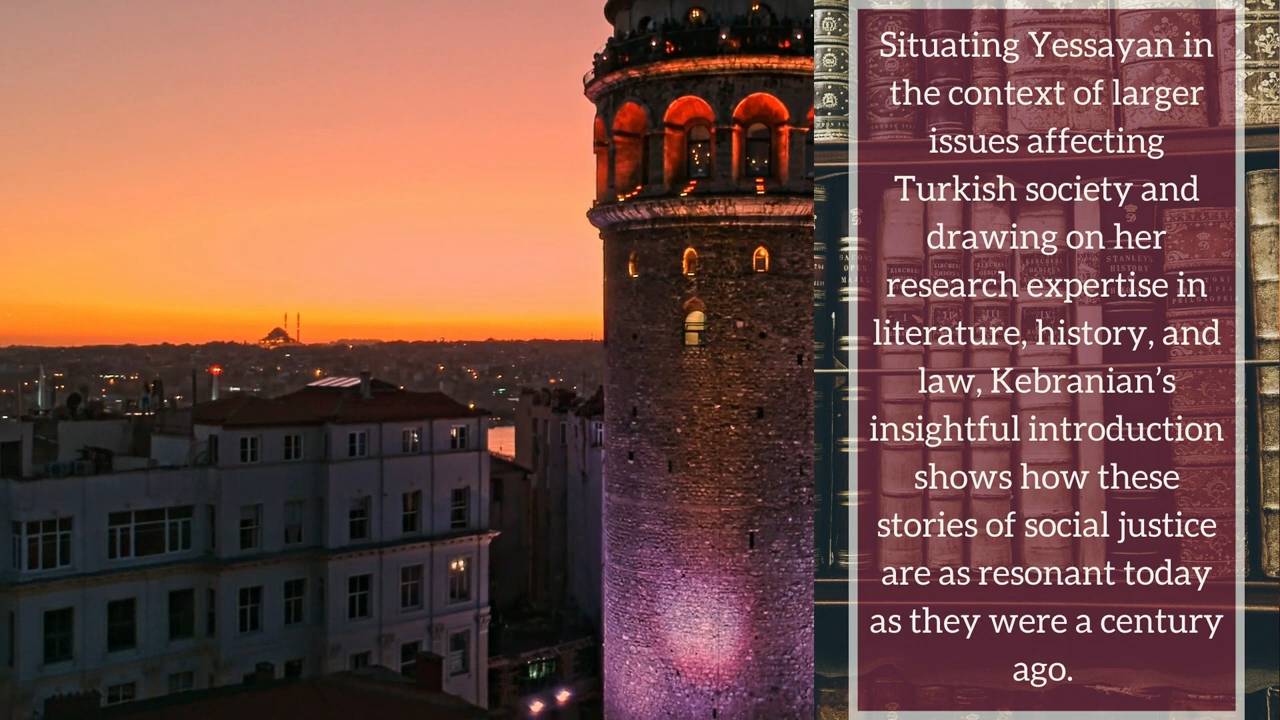 Situating Yessayan in
the context of larger
issues affecting
Turkish society and
drawing on her
research expertise in
literature, history, and
law, Kebranian’s
insightful introduction
shows how these
stories of social justice
are as resonant today
as they were a century
ago.